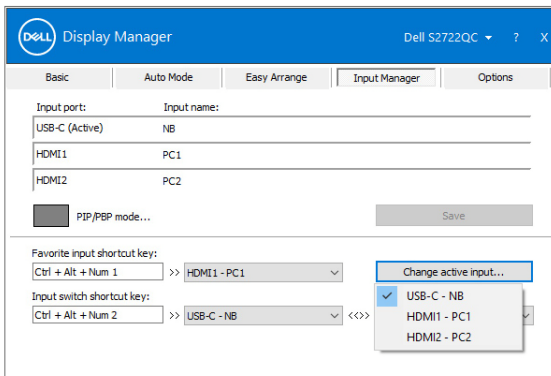 DELL Display Manager Dell S2722QC ? X
Basic Auto Mode Easy Arrange Input Manager Options
Input port: Input name:
USB-C (Active) NB
HDMI1 PC1
HDMI2 PC2
PIP/PBP mode... Save
Favorite input shortcut key:
Ctrl + Alt + Num 1 >> HDMI1 - PC1 Change active input...
Input switch shortcut key:
Ctrl + Alt + Num 2 >> USB-C - NB <<>>
USB-C - NB
HDMI1 - PC1
HDMI2 - PC2